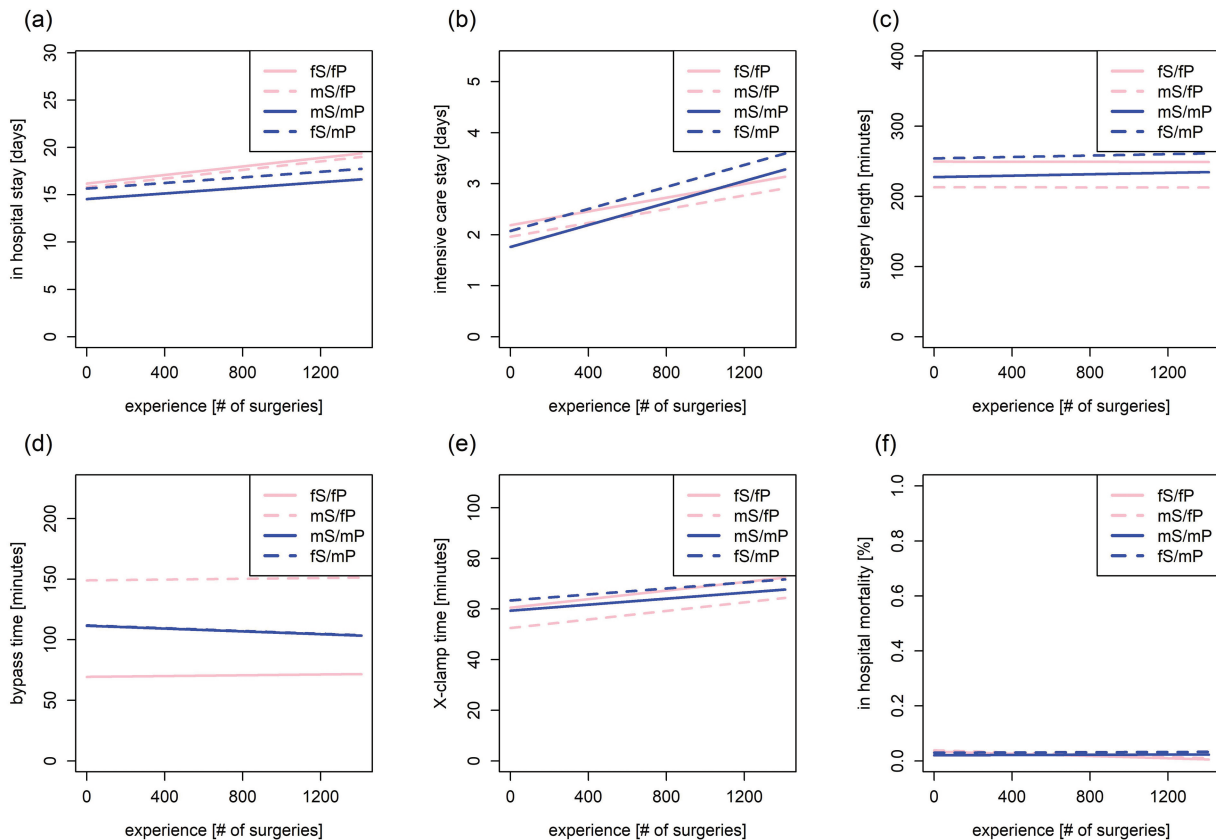 (a)
30
25
20
15
10
5
0
in hospital stay [days]
fS/fP
mS/fP
mS/mP
fS/mP
0 400 800 1200
experience [# of surgeries]
(b)
5
4
3
2
1
0
intensive care stay [days]
fS/fP
mS/fP
mS/mP
fS/mP
0 400 800 1200
experience [# of surgeries]
(c)
400
300
200
100
0
surgery length [minutes]
fS/fP
mS/fP
mS/mP
fS/mP
0 400 800 1200
experience [# of surgeries]
(d)
200
150
100
50
0
bypass time [minutes]
fS/fP
mS/fP
mS/mP
fS/mP
0 400 800 1200
experience [# of surgeries]
(e)
100
80
60
40
20
0
X-clamp time [minutes]
fS/fP
mS/fP
mS/mP
fS/mP
0 400 800 1200
experience [# of surgeries]
(f)
1.0
0.8
0.6
0.4
0.2
0.0
in hospital mortality [%]
fS/fP
mS/fP
mS/mP
fS/mP
0 400 800 1200
experience [# of surgeries]